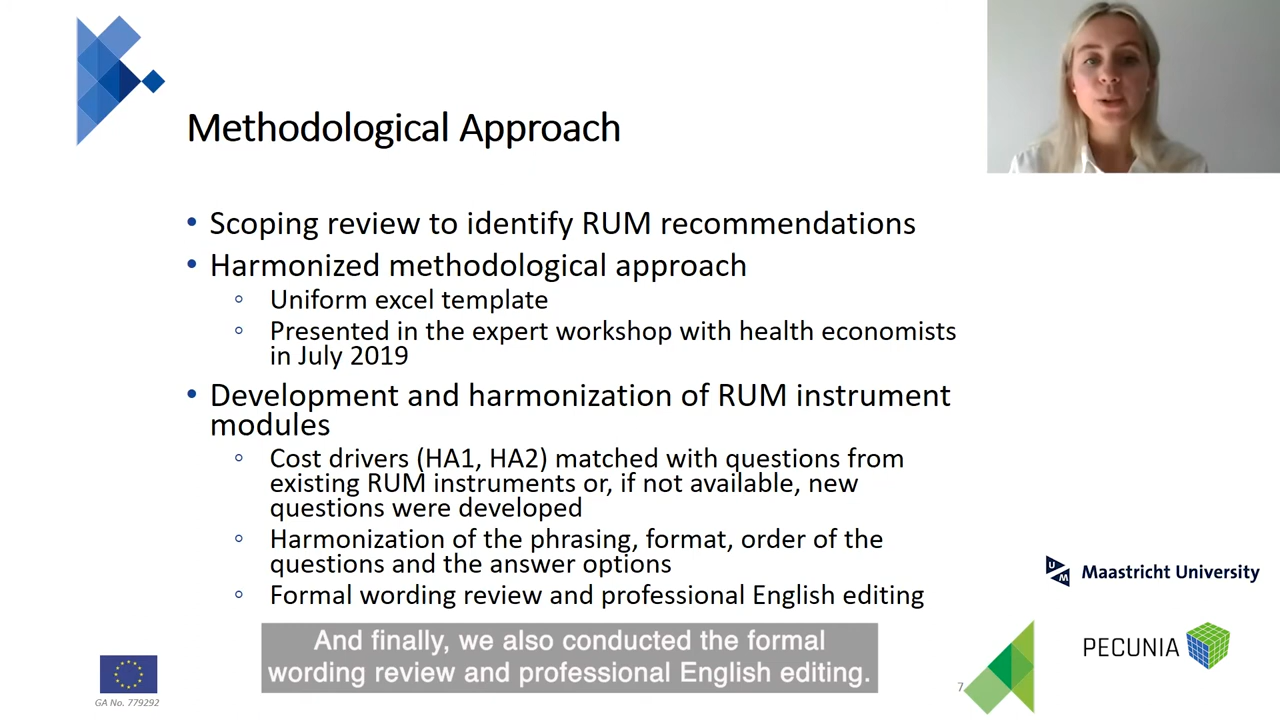 Methodological Approach
• Scoping review to identify RUM recommendations
• Harmonized methodological approach
◦ Uniform excel template
◦ Presented in the expert workshop with health economists
in July 2019
• Development and harmonization of RUM instrument
modules
◦ Cost drivers (HA1, HA2) matched with questions from
existing RUM instruments or, if not available, new
questions were developed
◦ Harmonization of the phrasing, format, order of the
questions and the answer options
◦ Formal wording review and professional English editing
UM Maastricht University
And finally, we also conducted the formal
wording review and professional English editing.
PECUNIA
7
GA No. 779292